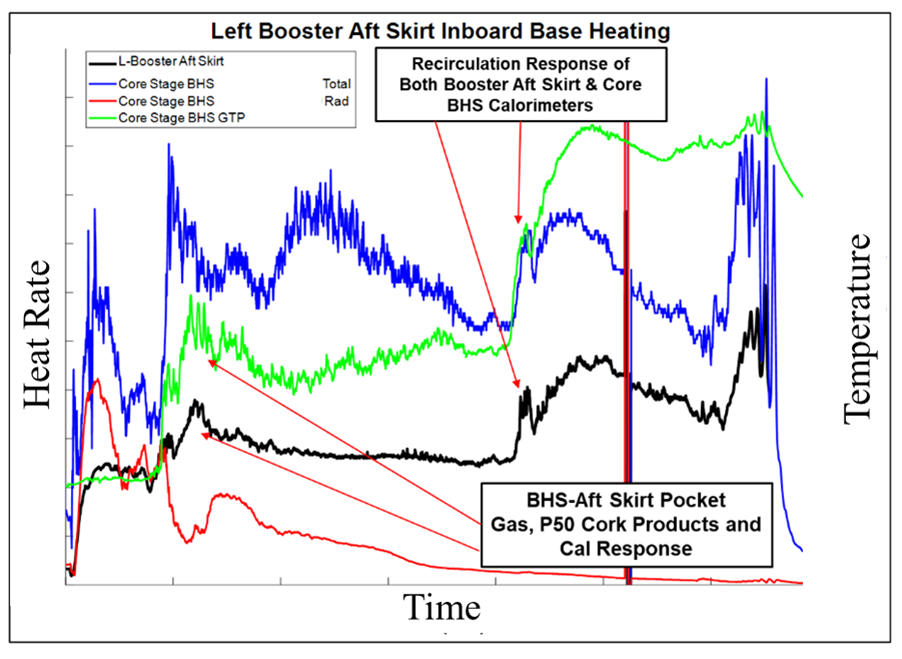 Left Booster Aft Skirt Inboard Base Heating
L-Booster Aft Skirt
Core Stage BHS Total
Core Stage BHS Rad
Core Stage BHS GTP
Recirculation Response of
Both Booster Aft Skirt & Core
BHS Calorimeters
Heat Rate
Temperature
BHS-Aft Skirt Pocket
Gas, P50 Cork Products and
Cal Response
Time